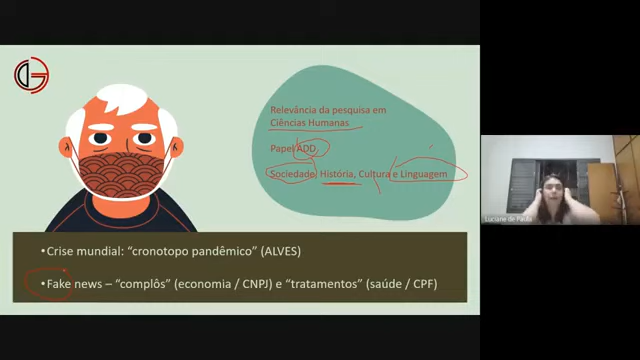 Relevância da pesquisa em
Ciências Humanas
Papel ADD
Sociedade, História, Cultura e Linguagem
•Crise mundial: “cronotopo pandêmico” (ALVES)
•Fake news – “complôs” (economia / CNPJ) e “tratamentos” (saúde / CPF)
Luciane de Paula